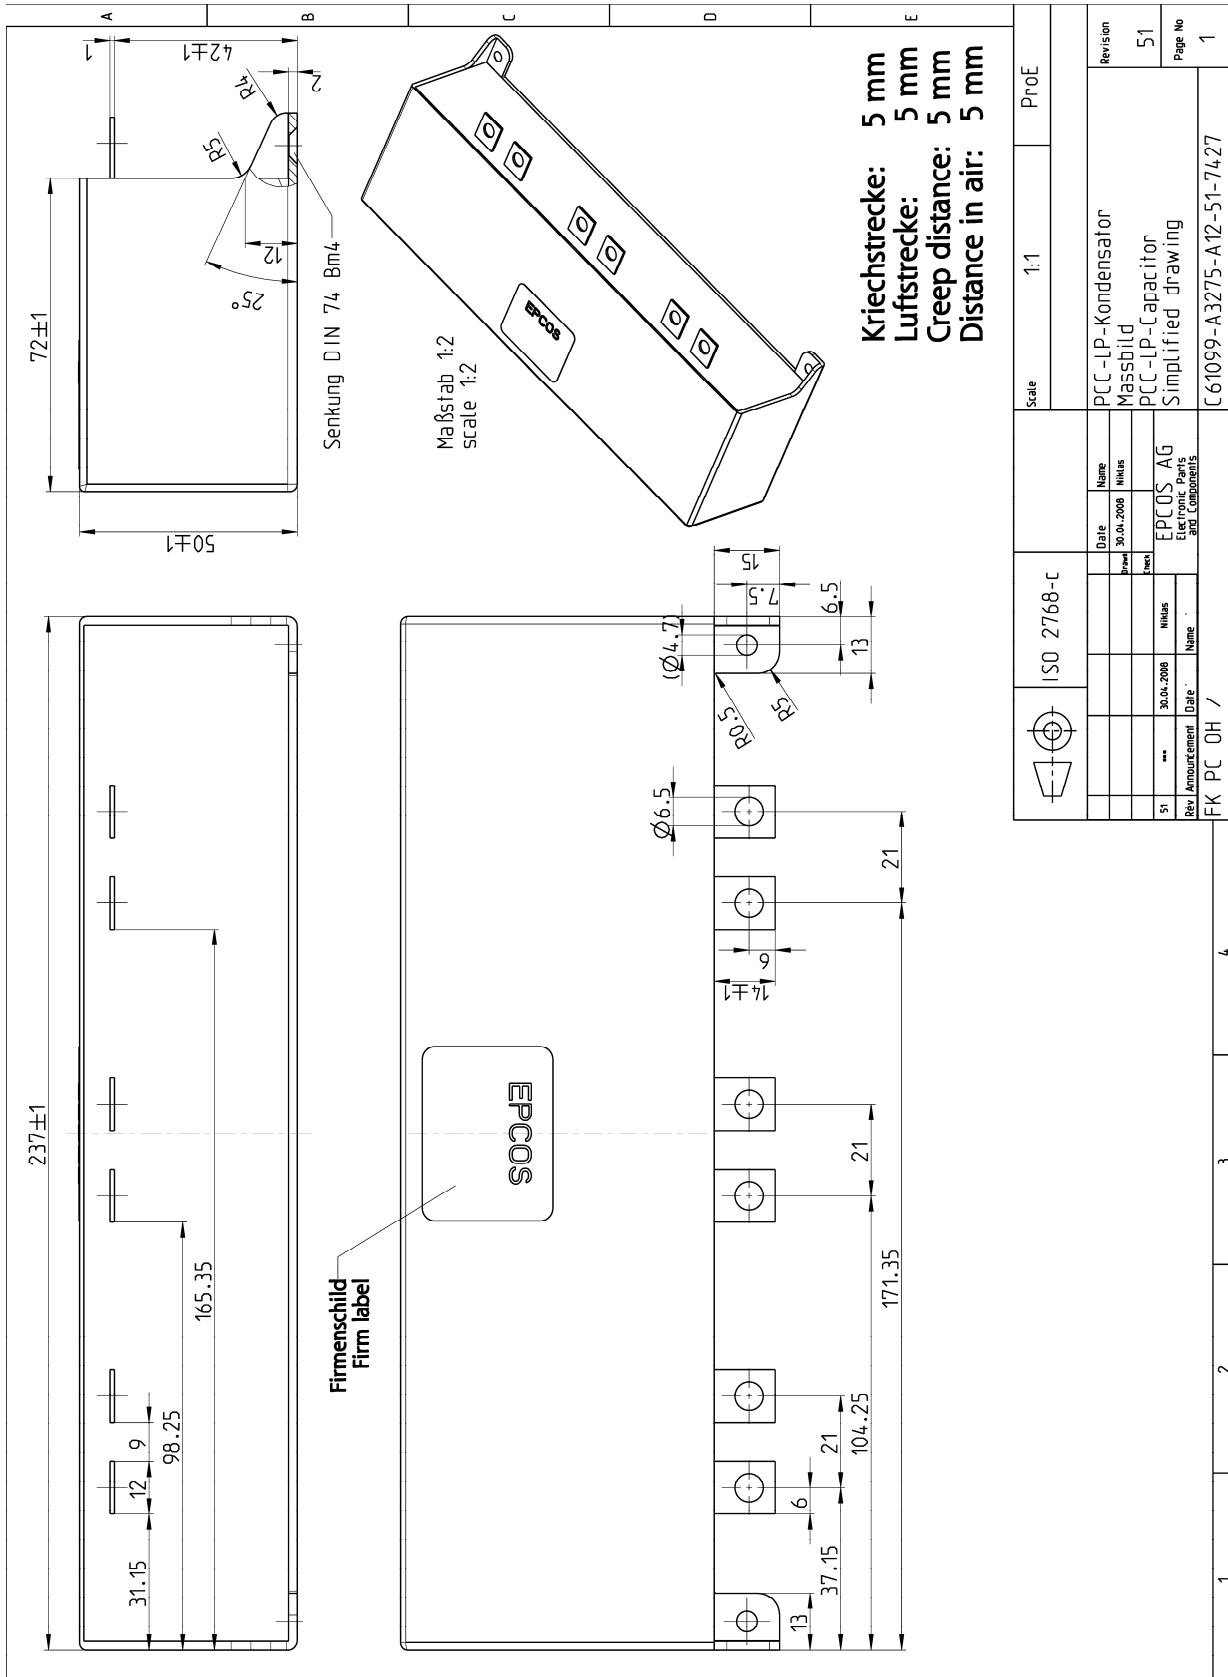 A
B
C
D
E
1
42±1
R4
2
R5
12
25°
72±1
50±1
Senkung DIN 74 Bm4
Maßstab 1:2
scale 1:2
EPCOS
Kriechstrecke: 5 mm
Luftstrecke: 5 mm
Creep distance: 5 mm
Distance in air: 5 mm
237±1
165.35
98.25
9
12
31.15
Firmenschild
Firm label
EPCOS
15
7.5
6.5
13
(Ø4.7)
R0.5
R5
Ø6.5
21
6
14±1
21
171.35
21
104.25
6
37.15
13
ISO 2768-c
Scale
1:1
ProE
PCC-LP-Kondensator
Massbild
PCC-LP-Capacitor
Simplified drawing
C61099-A3275-A12-51-7427
Revision
51
Page No
1
Date Name
Drawn 30.04.2008 Niklas
Check
EPCOS AG
Electronic Parts
and Components
51 *** 30.04.2008 Niklas
Rev Announcement Date Name
FK PC OH /
1
2
3
4